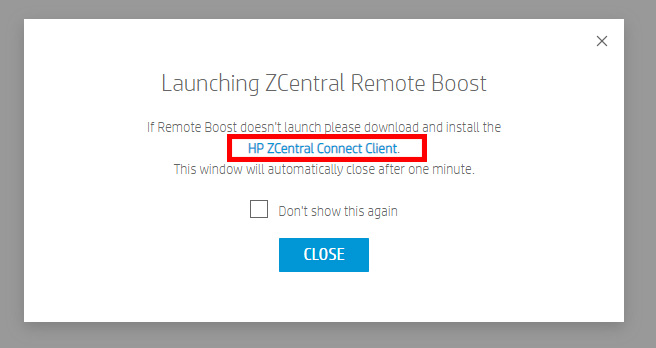 Launching ZCentral Remote Boost
If Remote Boost doesn't launch please download and install the
HP ZCentral Connect Client.
This window will automatically close after one minute.
Don't show this again
CLOSE